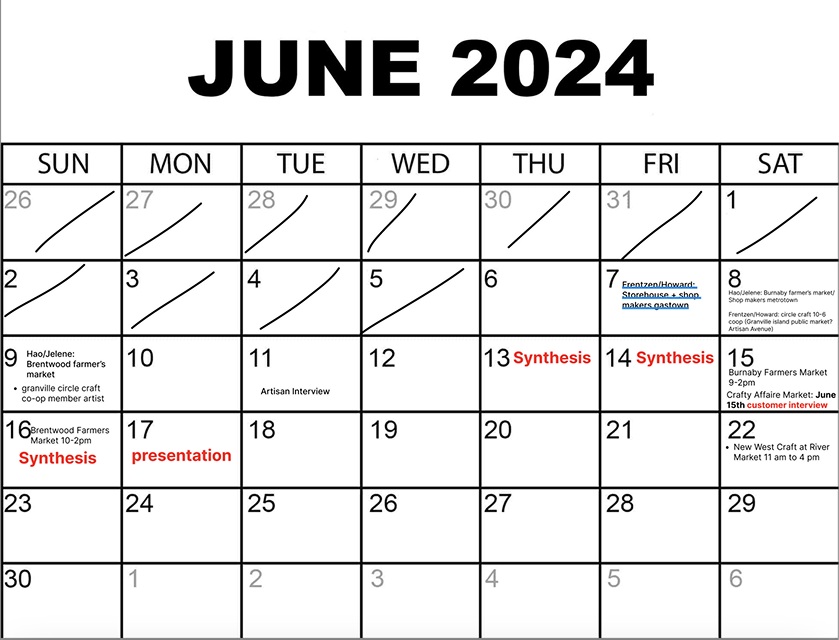 JUNE 2024
SUN MON TUE WED THU FRI SAT
26 27 28 29 30 31 1
2 3 4 5 6 7 8
Frentzen/Howard:
Storehouse + shop
makers gastown
Hao/Jelene: Burnaby farmer's market/
Shop makers metrotown
Frentzen/Howard: circle craft 10-6
coop (Granville island public market?
Artisan Avenue)
9 10 11 12 13 14 15
Hao/Jelene:
Brentwood farmer's
market
• granville circle craft
co-op member artist
Artisan Interview
Synthesis
Synthesis
Burnaby Farmers Market
9-2pm
Crafty Affaire Market: June
15th customer interview
16 17 18 19 20 21 22
Brentwood Farmers
Market 10-2pm
Synthesis
presentation
• New West Craft at River
Market 11 am to 4 pm
23 24 25 26 27 28 29
30 1 2 3 4 5 6